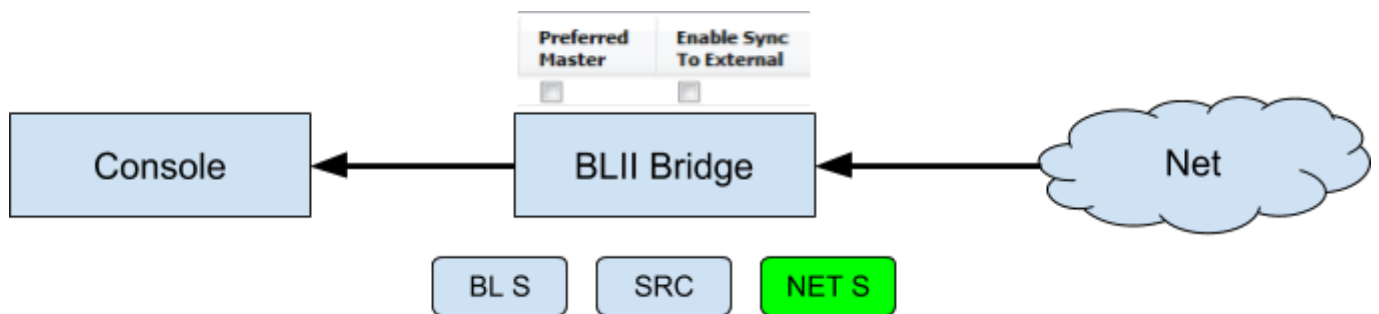 Preferred Enable Sync
Master To External
Console
BLII Bridge
Net
BL S
SRC
NET S